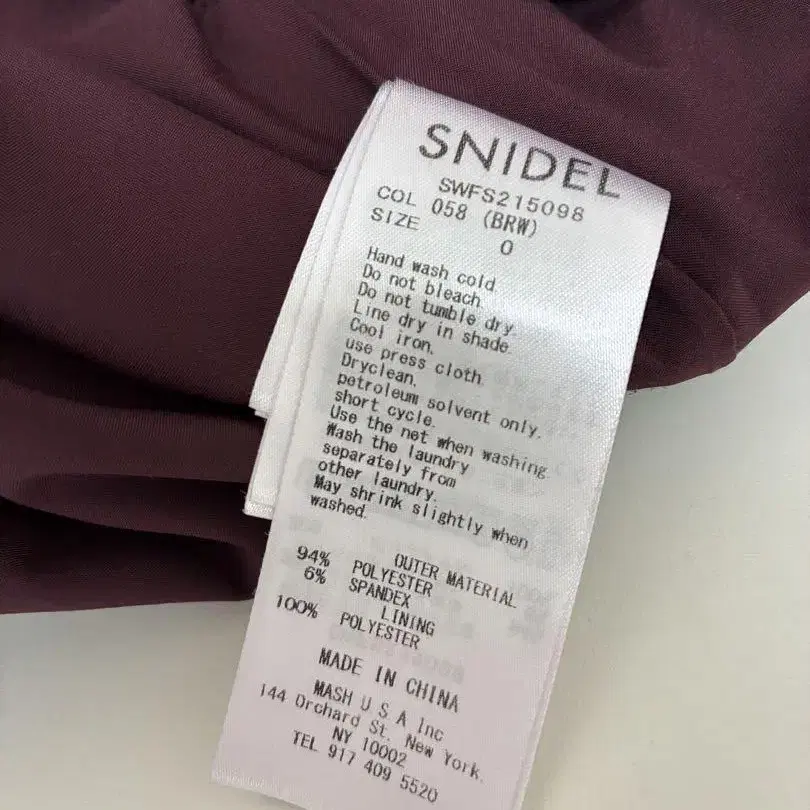 SNIDEL
SWFS215098
COL 058 (BRW)
SIZE 0
Hand wash cold.
Do not bleach.
Do not tumble dry.
Line dry in shade.
Cool iron.
use press cloth.
Dryclean.
petroleum solvent only.
short cycle.
Use the net when washing.
Wash the laundry
separately from
other laundry.
May shrink slightly when
washed.
OUTER MATERIAL
94% POLYESTER
6% SPANDEX
LINING
100% POLYESTER
MADE IN CHINA
MASH U S A Inc
144 Orchard St. New York.
NY 10002
TEL 917 409 5520